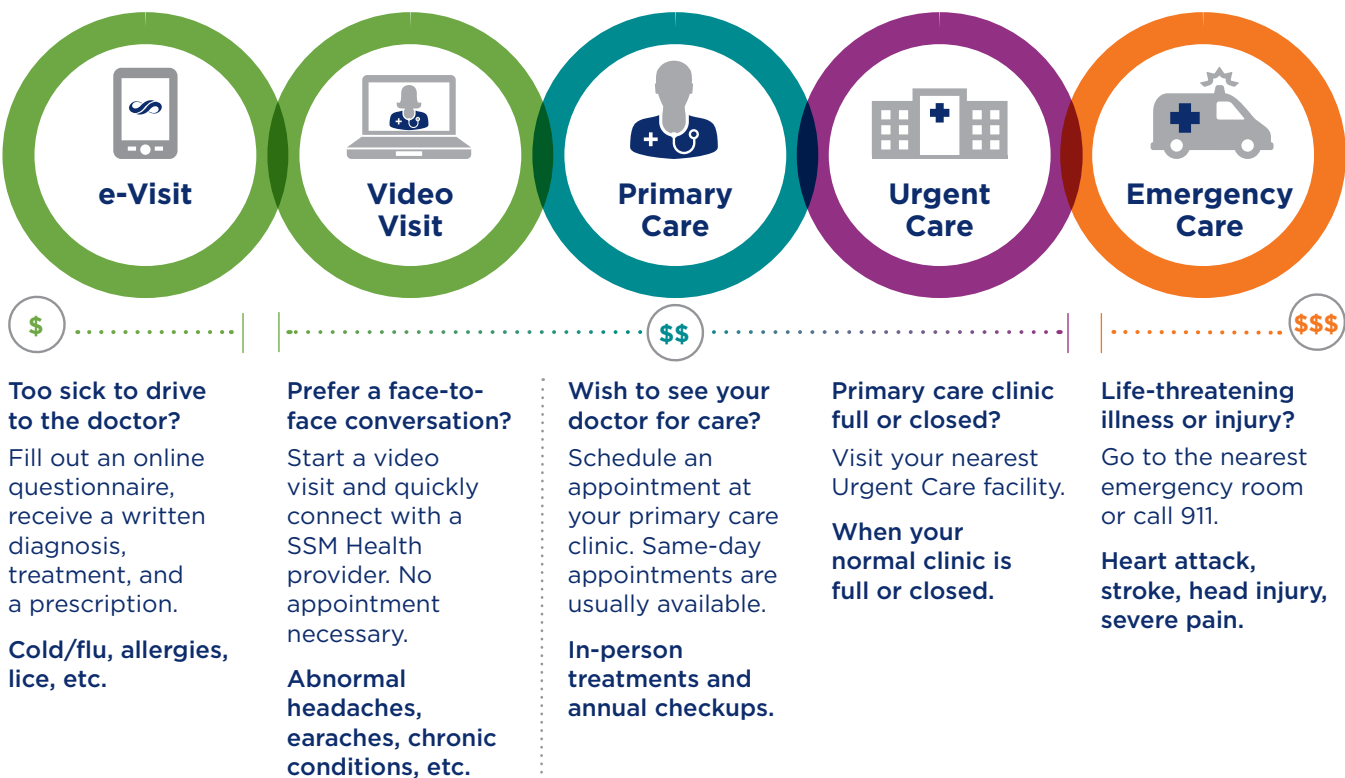 e-Visit
Video
Visit
Primary
Care
Urgent
Care
Emergency
Care
$
$$
$$$
Too sick to drive
to the doctor?
Fill out an online
questionnaire,
receive a written
diagnosis,
treatment, and
a prescription.
Cold/flu, allergies,
lice, etc.
Prefer a face-to-
face conversation?
Start a video
visit and quickly
connect with a
SSM Health
provider. No
appointment
necessary.
Abnormal
headaches,
earaches, chronic
conditions, etc.
Wish to see your
doctor for care?
Schedule an
appointment at
your primary care
clinic. Same-day
appointments are
usually available.
In-person
treatments and
annual checkups.
Primary care clinic
full or closed?
Visit your nearest
Urgent Care facility.
When your
normal clinic is
full or closed.
Life-threatening
illness or injury?
Go to the nearest
emergency room
or call 911.
Heart attack,
stroke, head injury,
severe pain.